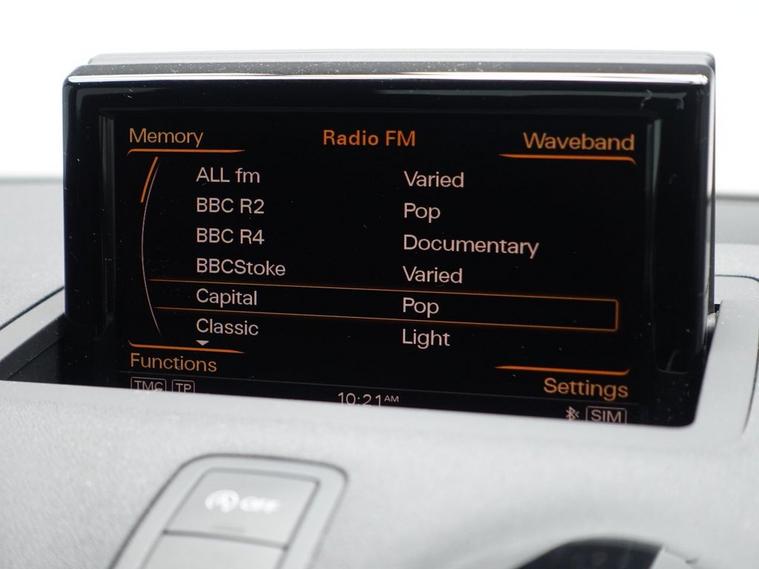 Memory Radio FM Waveband
ALL fm Varied
BBC R2 Pop
BBC R4 Documentary
BBCStoke Varied
Capital Pop
Classic Light
Functions Settings
TMC TP 10:21AM SIM
OFF